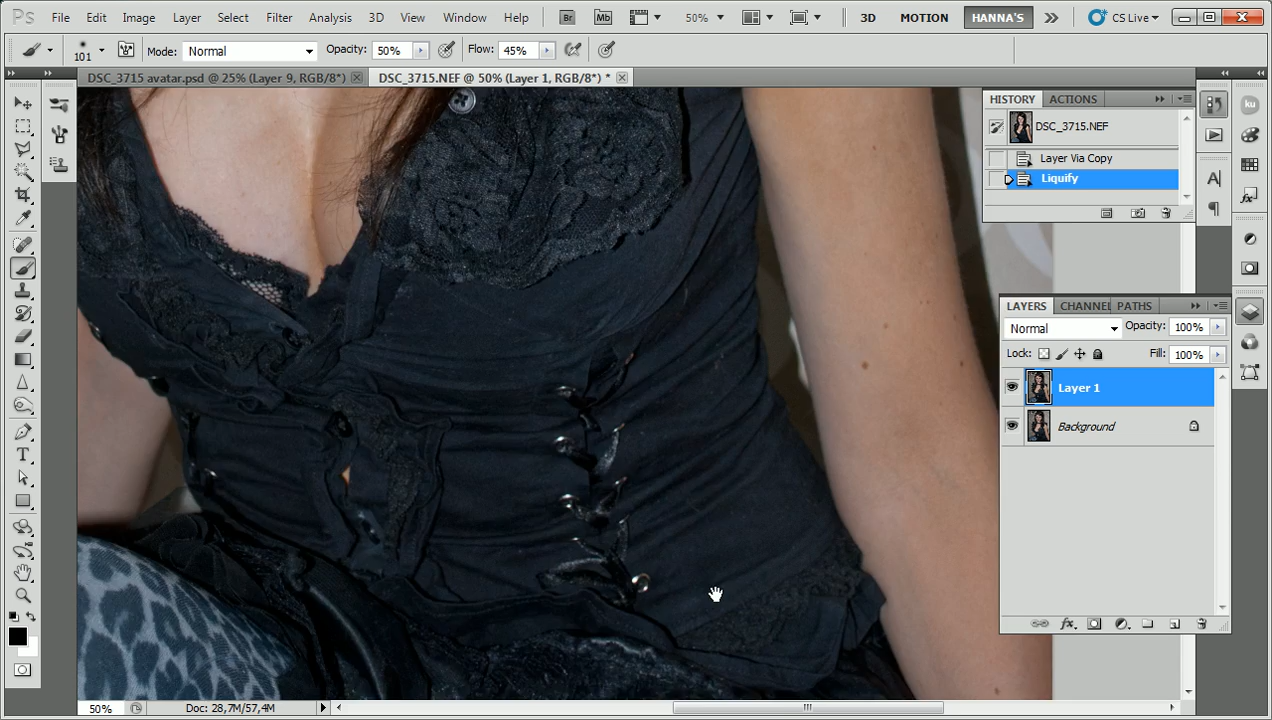 Ps File Edit Image Layer Select Filter Analysis 3D View Window Help Br Mb 50% 3D MOTION HANNA'S CS Live
101 Mode: Normal Opacity: 50% Flow: 45%
DSC_3715 avatar.psd @ 25% (Layer 9, RGB/8*) DSC_3715.NEF @ 50% (Layer 1, RGB/8*) *
HISTORY ACTIONS
DSC_3715.NEF
Layer Via Copy
Liquify
LAYERS CHANNEL PATHS
Normal Opacity: 100%
Lock: Fill: 100%
Layer 1
Background
50% Doc: 28,7M/57,4M
ku